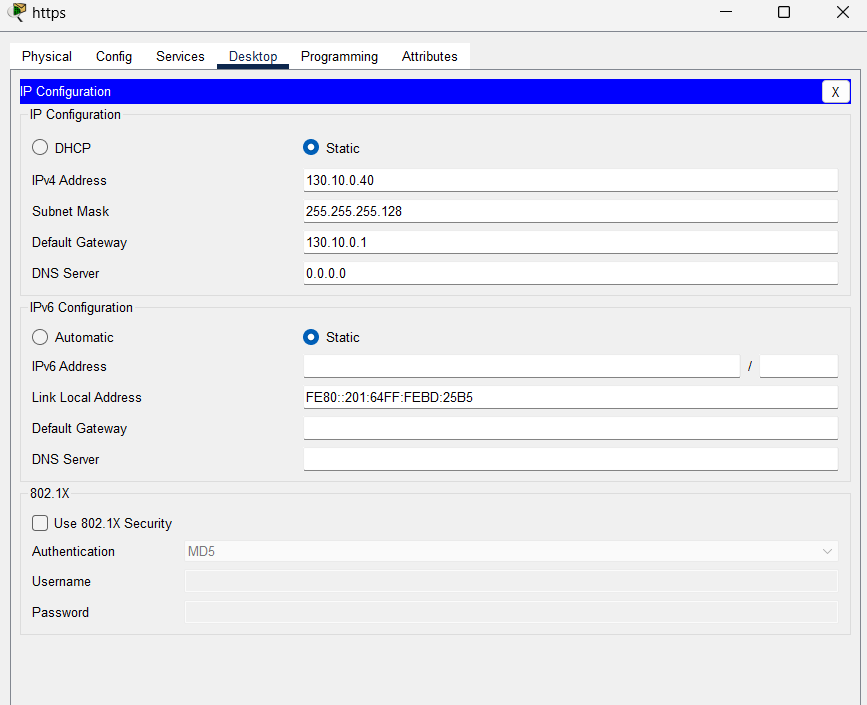 https
Physical Config Services Desktop Programming Attributes
IP Configuration X
IP Configuration
DHCP Static
IPv4 Address 130.10.0.40
Subnet Mask 255.255.255.128
Default Gateway 130.10.0.1
DNS Server 0.0.0.0
IPv6 Configuration
Automatic Static
IPv6 Address /
Link Local Address FE80::201:64FF:FEBD:25B5
Default Gateway
DNS Server
802.1X
Use 802.1X Security
Authentication MD5
Username
Password